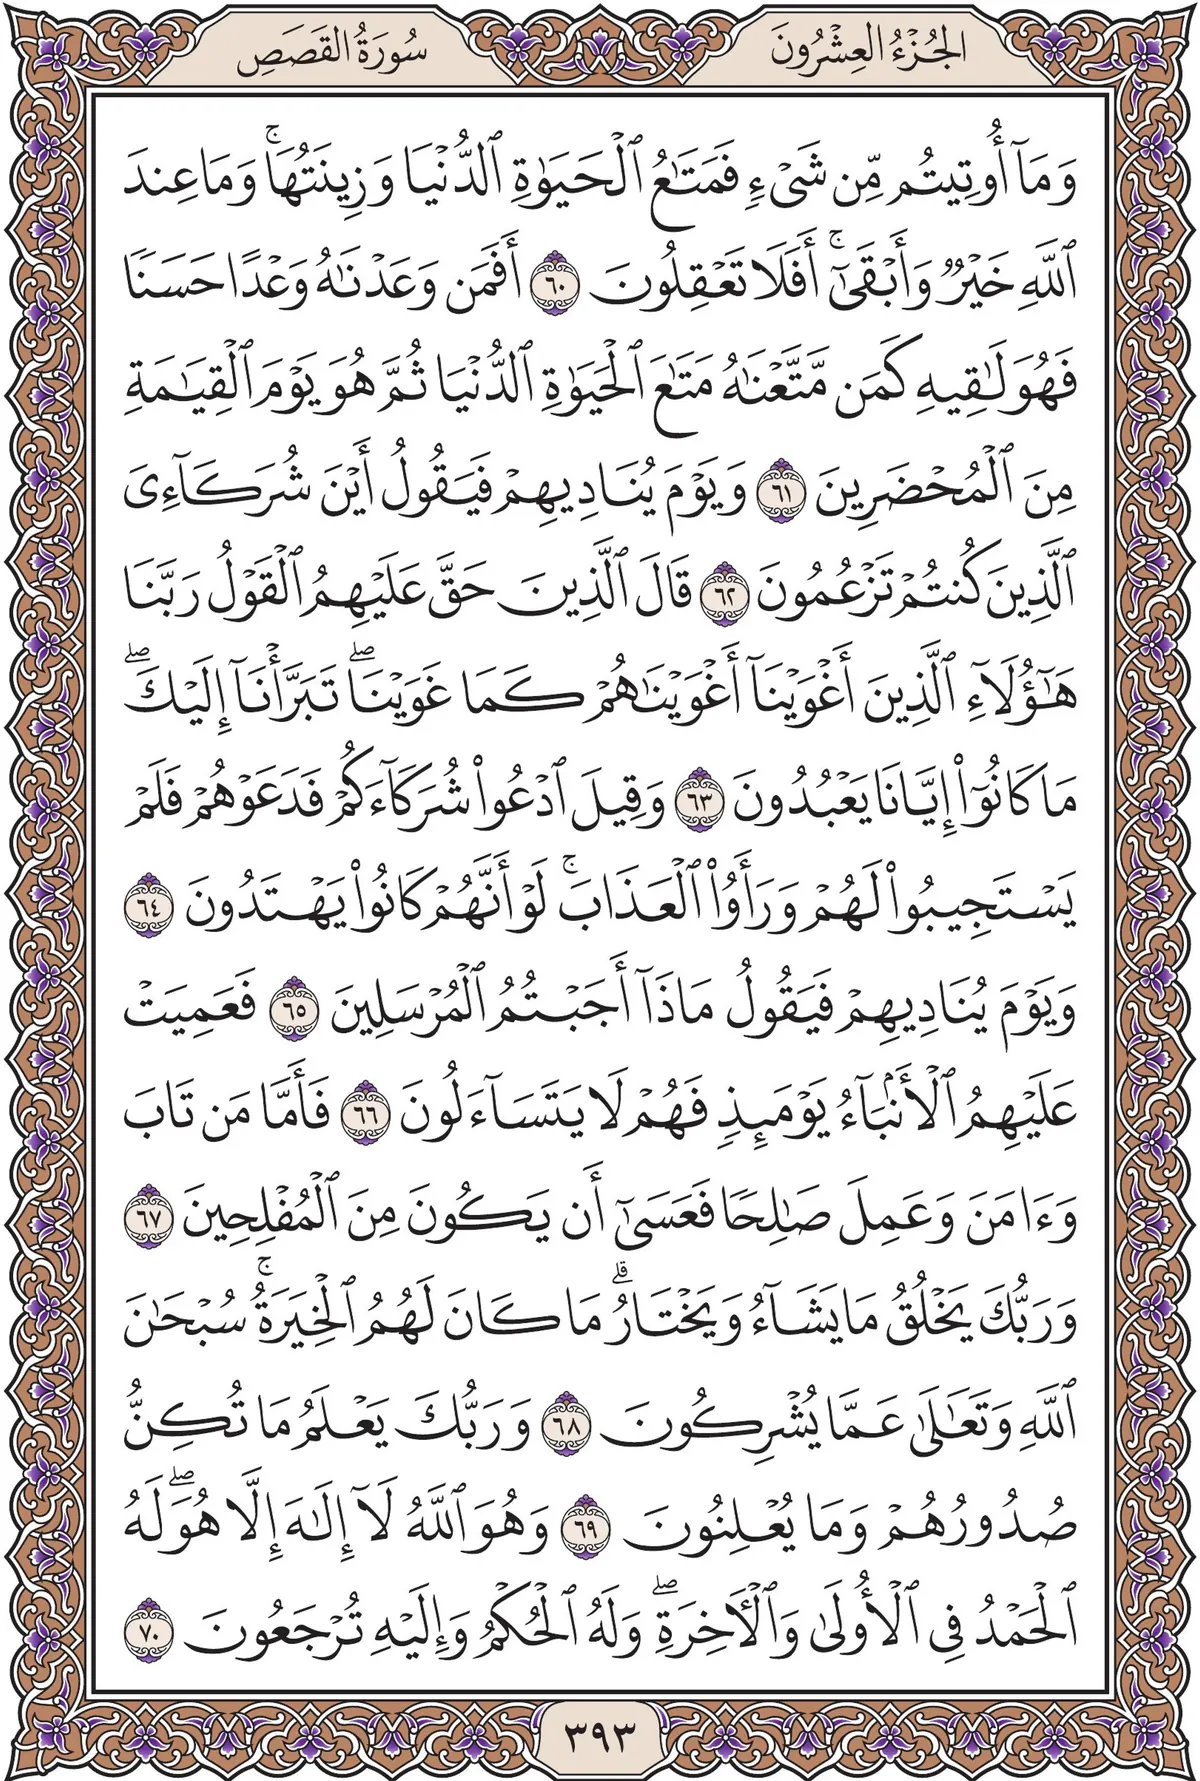 الجُزْءُ العِشْرُونَ
سُورَةُ القَصَصِ
وَمَآ أُوتِيتُم مِّن شَىْءٍ فَمَتَـٰعُ ٱلْحَيَوٰةِ ٱلدُّنْيَا وَزِينَتُهَا ۚ وَمَا عِندَ
ٱللَّهِ خَيْرٌ وَأَبْقَىٰٓ ۚ أَفَلَا تَعْقِلُونَ ٦٠ أَفَمَن وَعَدْنَـٰهُ وَعْدًا حَسَنًا
فَهُوَ لَـٰقِيهِ كَمَن مَّتَّعْنَـٰهُ مَتَـٰعَ ٱلْحَيَوٰةِ ٱلدُّنْيَا ثُمَّ هُوَ يَوْمَ ٱلْقِيَـٰمَةِ
مِنَ ٱلْمُحْضَرِينَ ٦١ وَيَوْمَ يُنَادِيهِمْ فَيَقُولُ أَيْنَ شُرَكَآءِىَ
ٱلَّذِينَ كُنتُمْ تَزْعُمُونَ ٦٢ قَالَ ٱلَّذِينَ حَقَّ عَلَيْهِمُ ٱلْقَوْلُ رَبَّنَا
هَـٰٓؤُلَآءِ ٱلَّذِينَ أَغْوَيْنَآ أَغْوَيْنَـٰهُمْ كَمَا غَوَيْنَا ۖ تَبَرَّأْنَآ إِلَيْكَ ۖ
مَا كَانُوٓا۟ إِيَّانَا يَعْبُدُونَ ٦٣ وَقِيلَ ٱدْعُوا۟ شُرَكَآءَكُمْ فَدَعَوْهُمْ فَلَمْ
يَسْتَجِيبُوا۟ لَهُمْ وَرَأَوُا۟ ٱلْعَذَابَ ۚ لَوْ أَنَّهُمْ كَانُوا۟ يَهْتَدُونَ ٦٤
وَيَوْمَ يُنَادِيهِمْ فَيَقُولُ مَاذَآ أَجَبْتُمُ ٱلْمُرْسَلِينَ ٦٥ فَعَمِيَتْ
عَلَيْهِمُ ٱلْأَنۢبَآءُ يَوْمَئِذٍ فَهُمْ لَا يَتَسَآءَلُونَ ٦٦ فَأَمَّا مَن تَابَ
وَءَامَنَ وَعَمِلَ صَـٰلِحًا فَعَسَىٰٓ أَن يَكُونَ مِنَ ٱلْمُفْلِحِينَ ٦٧
وَرَبُّكَ يَخْلُقُ مَا يَشَآءُ وَيَخْتَارُ ۗ مَا كَانَ لَهُمُ ٱلْخِيَرَةُ ۚ سُبْحَـٰنَ
ٱللَّهِ وَتَعَـٰلَىٰ عَمَّا يُشْرِكُونَ ٦٨ وَرَبُّكَ يَعْلَمُ مَا تُكِنُّ
صُدُورُهُمْ وَمَا يُعْلِنُونَ ٦٩ وَهُوَ ٱللَّهُ لَآ إِلَـٰهَ إِلَّا هُوَ ۖ لَهُ
ٱلْحَمْدُ فِى ٱلْأُولَىٰ وَٱلْـَٔاخِرَةِ ۖ وَلَهُ ٱلْحُكْمُ وَإِلَيْهِ تُرْجَعُونَ ٧٠
٣٩٣